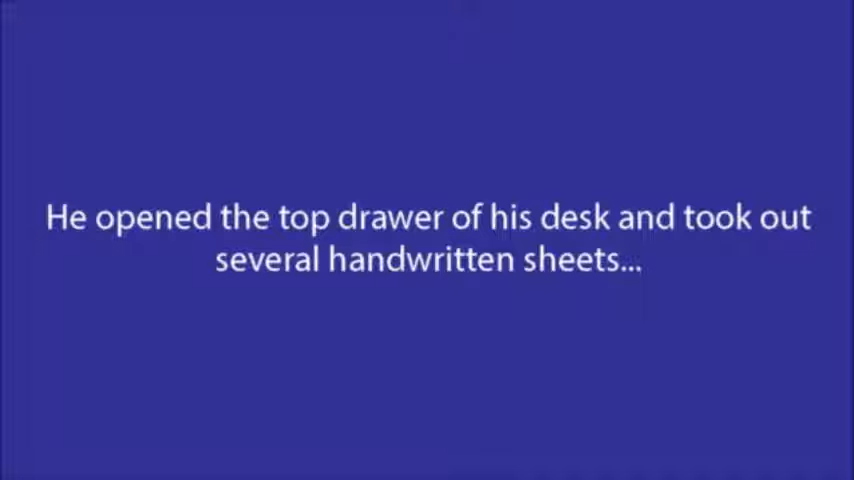 He opened the top drawer of his desk and took out
several handwritten sheets...